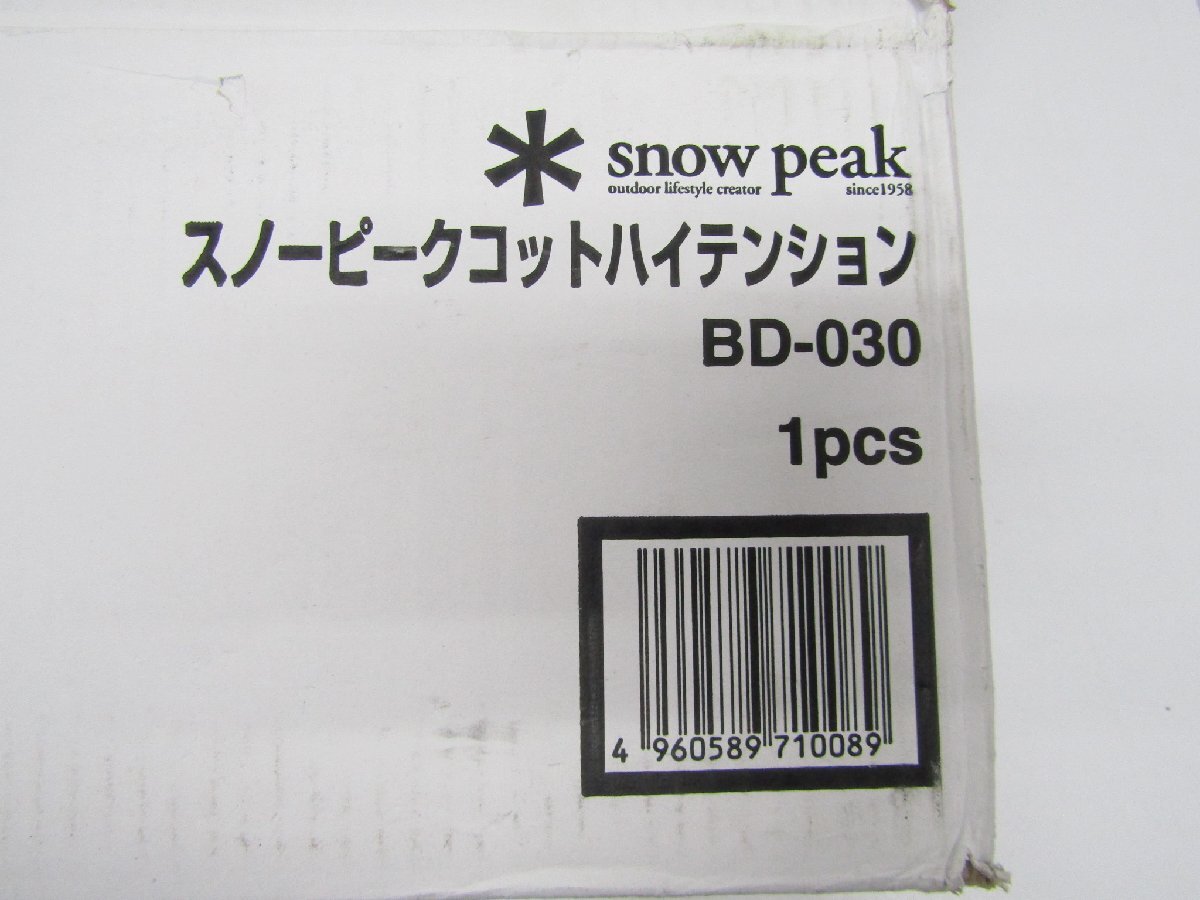 snow peak
outdoor lifestyle creator since1958
スノーピークコットハイテンション
BD-030
1pcs
4 960589 710089